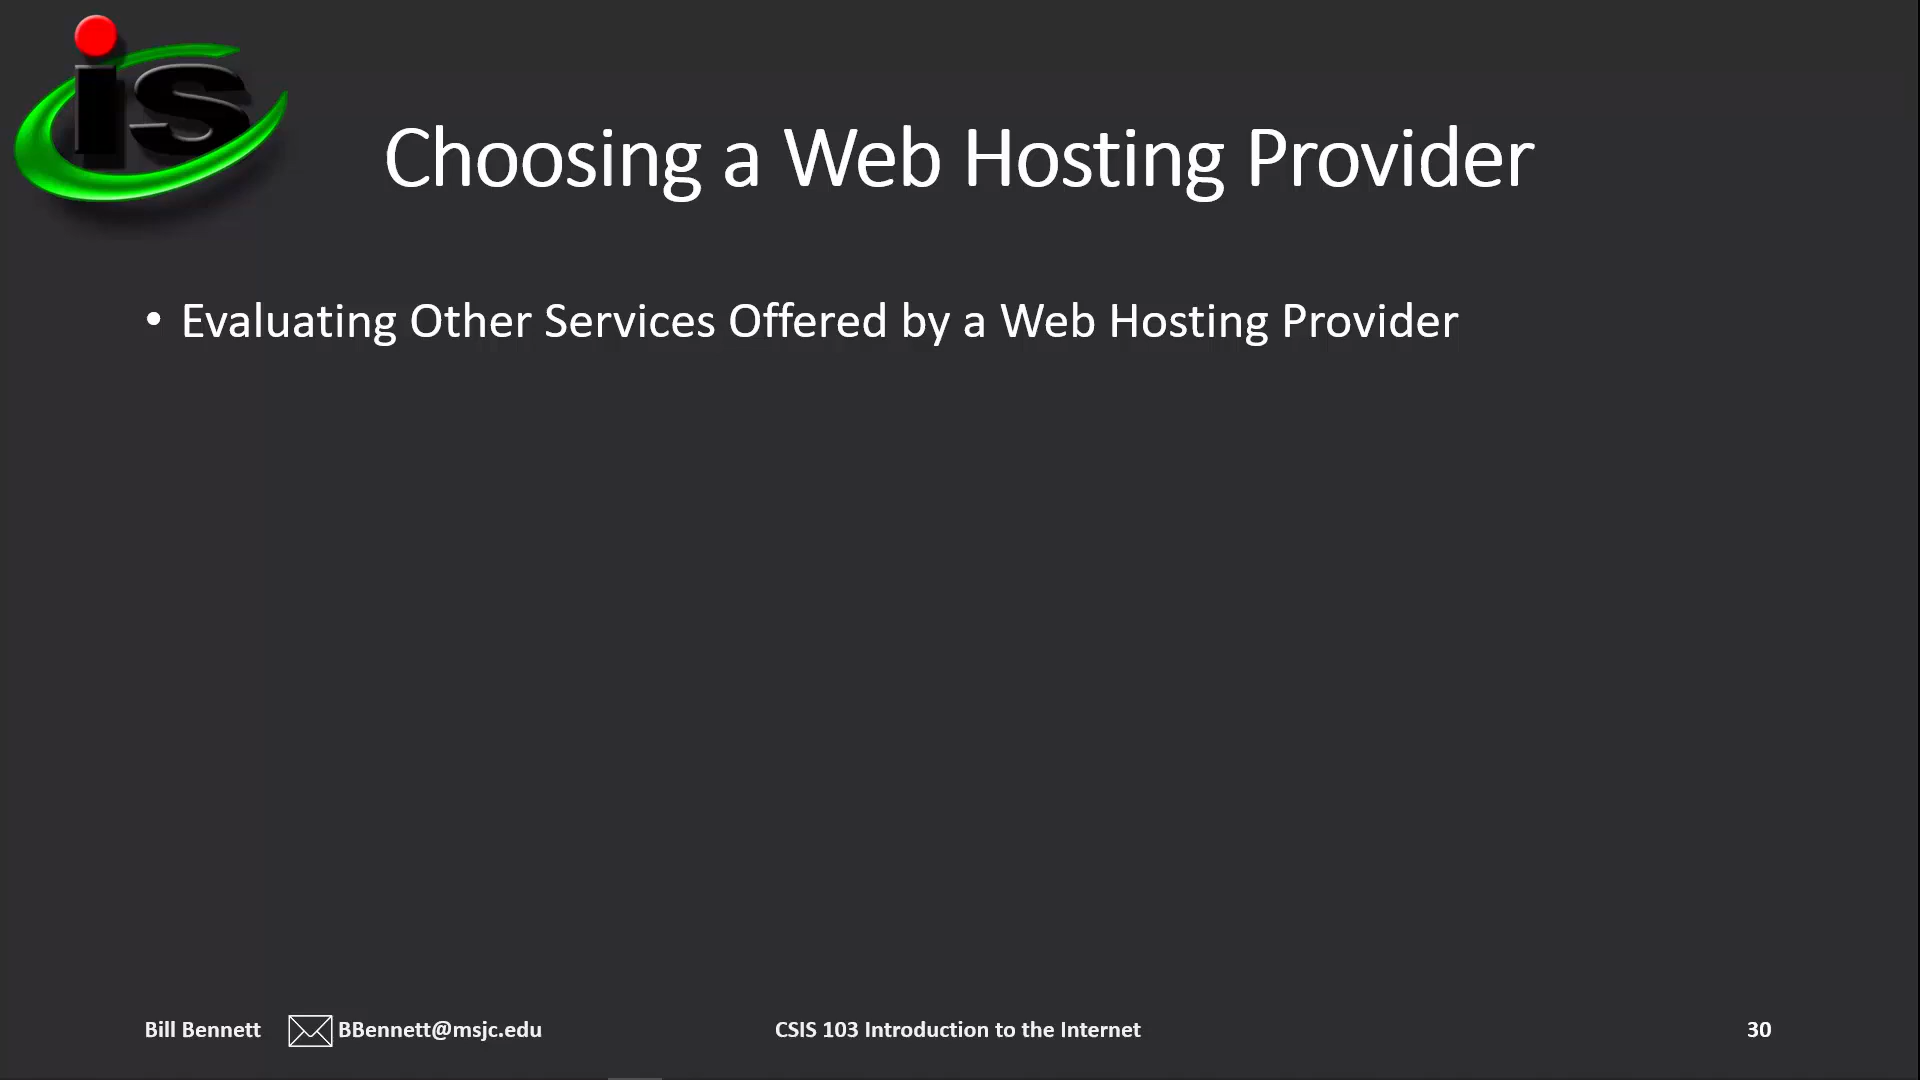 is
Choosing a Web Hosting Provider
• Evaluating Other Services Offered by a Web Hosting Provider
Bill Bennett BBennett@msjc.edu CSIS 103 Introduction to the Internet 30